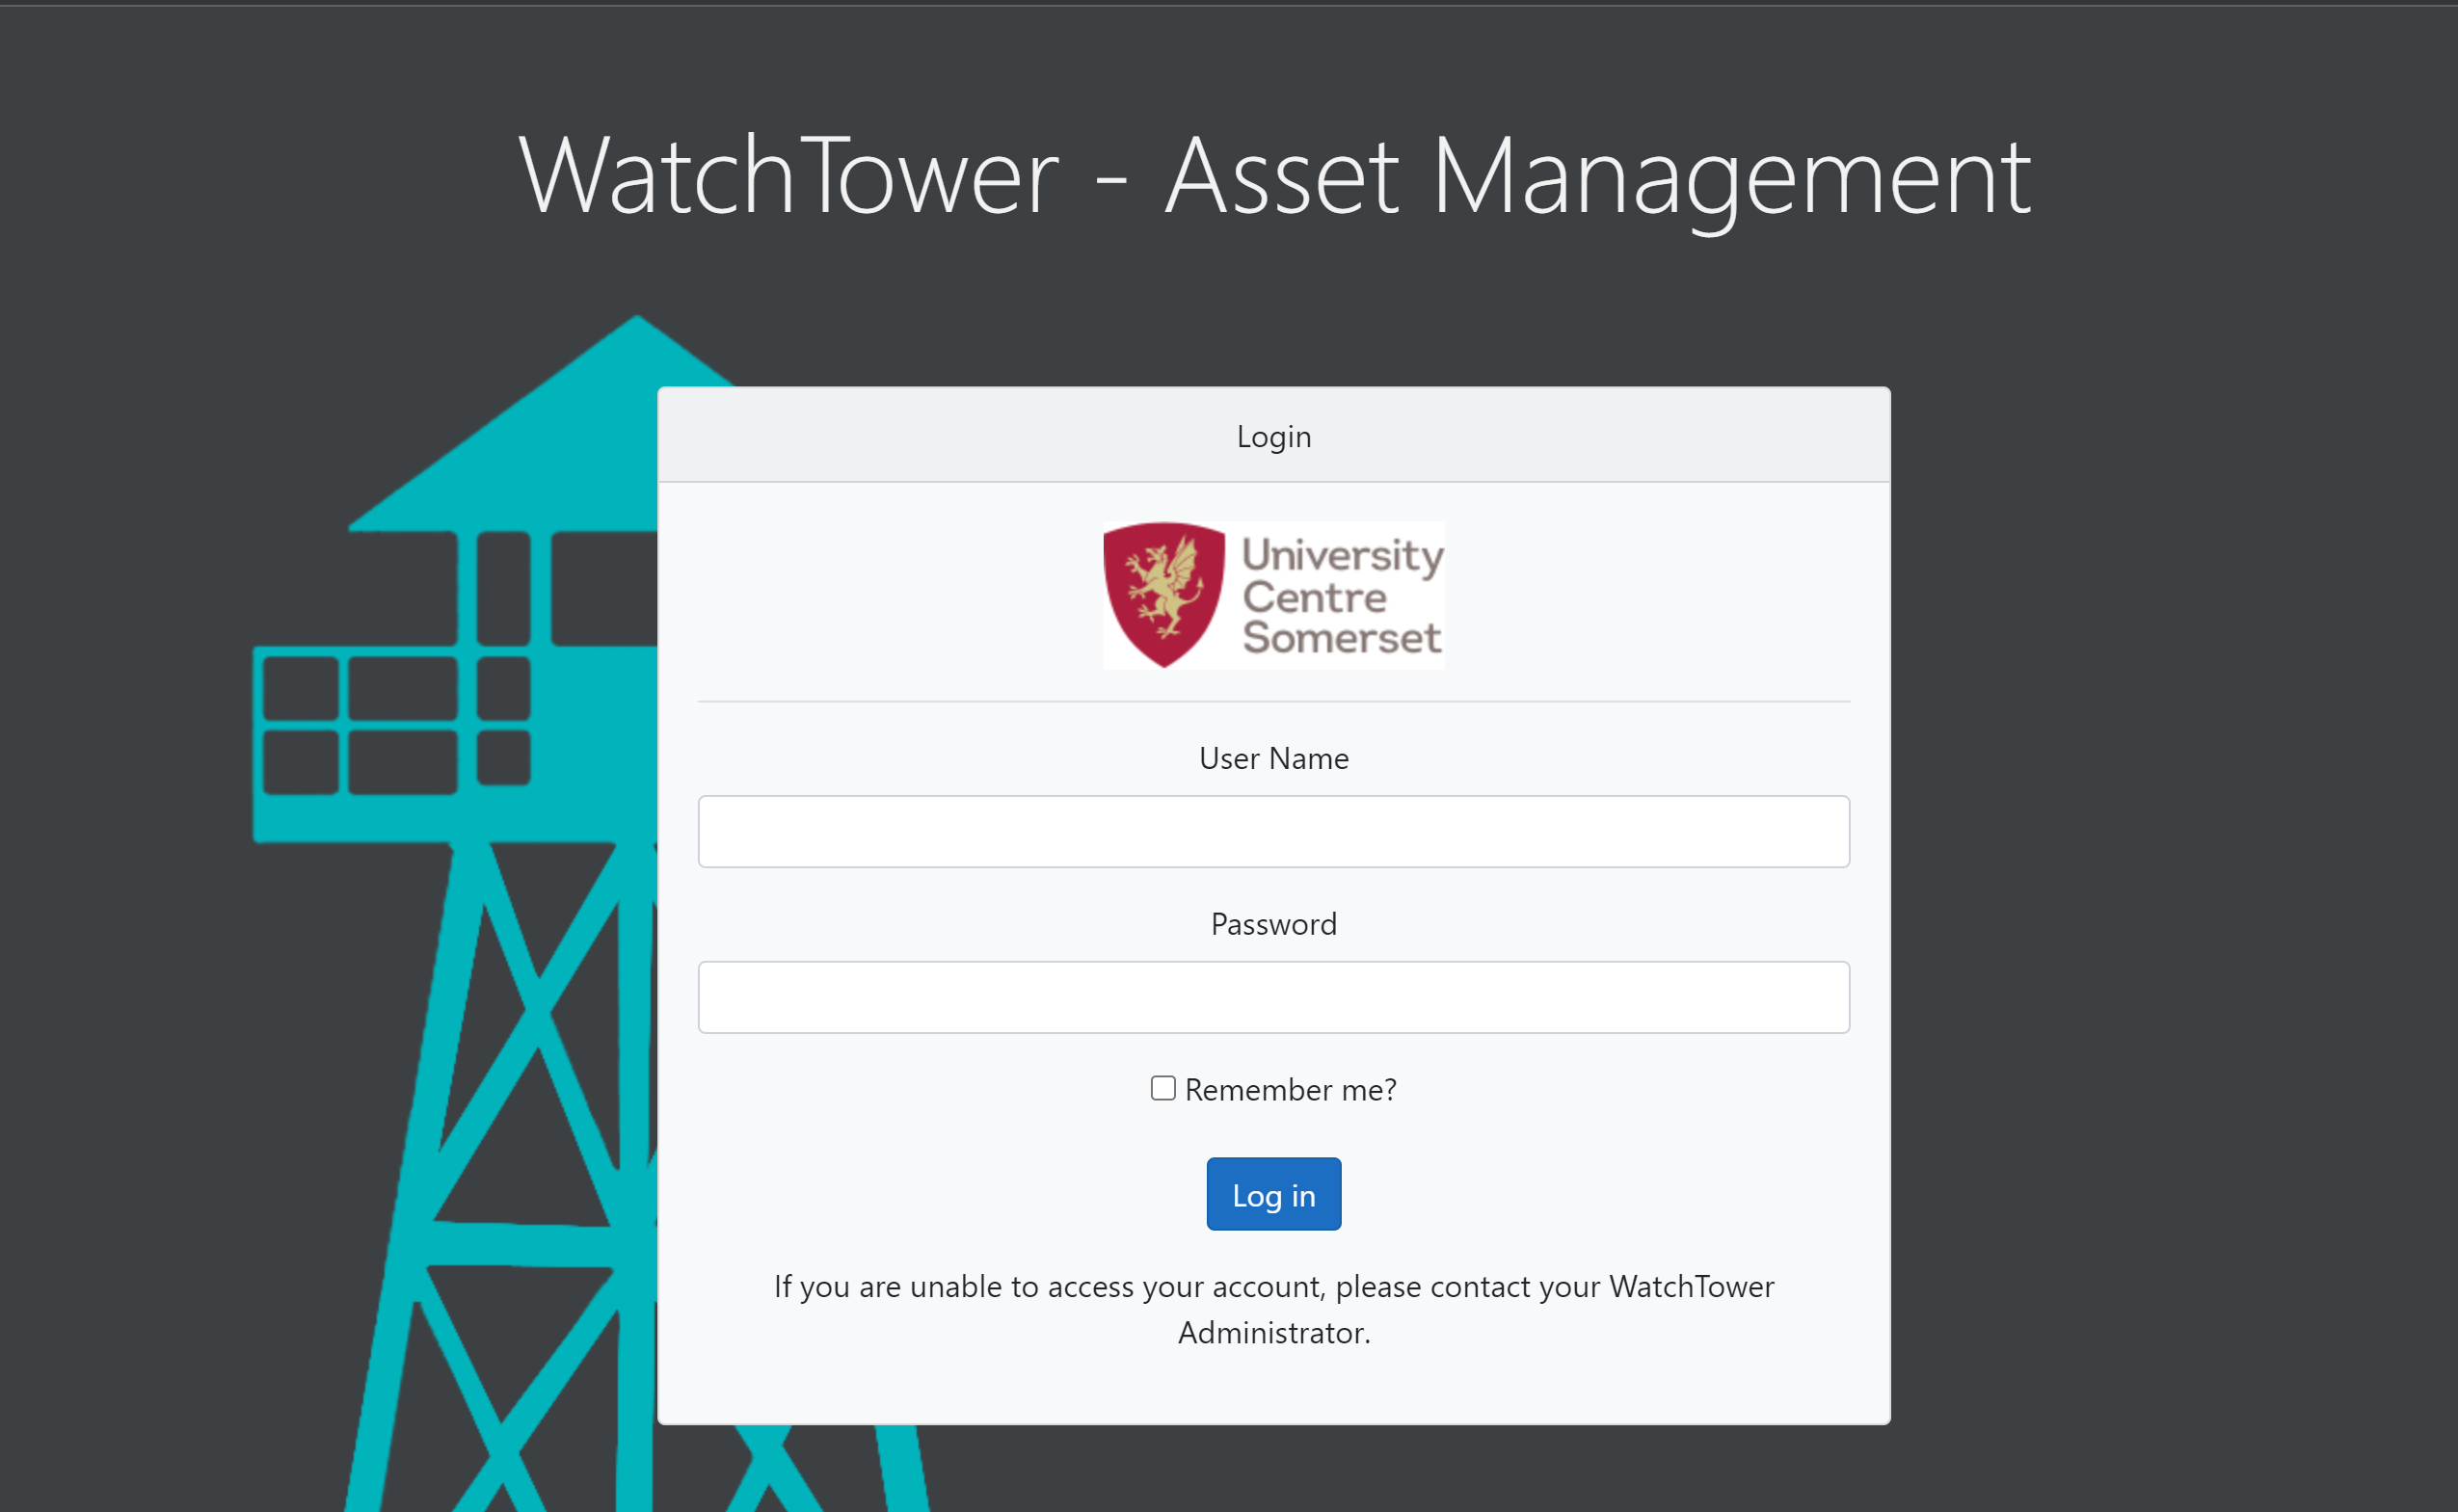 WatchTower - Asset Management
Login
University
Centre
Somerset
User Name
Password
Remember me?
Log in
If you are unable to access your account, please contact your WatchTower
Administrator.